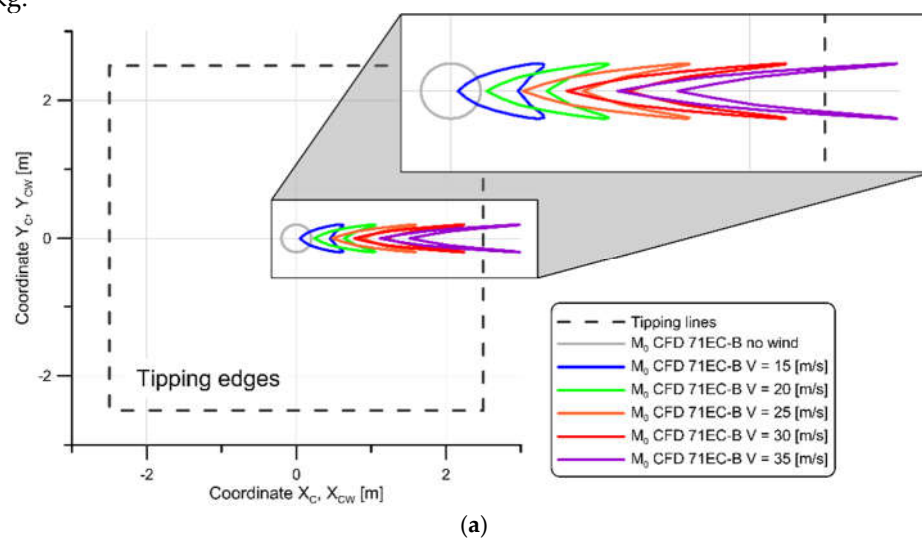 kg.
2
0
-2
Coordinate Y_C, Y_CW [m]
Tipping edges
-2
0
2
Coordinate X_C, X_CW [m]
Tipping lines
M_0 CFD 71EC-B no wind
M_0 CFD 71EC-B V = 15 [m/s]
M_0 CFD 71EC-B V = 20 [m/s]
M_0 CFD 71EC-B V = 25 [m/s]
M_0 CFD 71EC-B V = 30 [m/s]
M_0 CFD 71EC-B V = 35 [m/s]
(a)